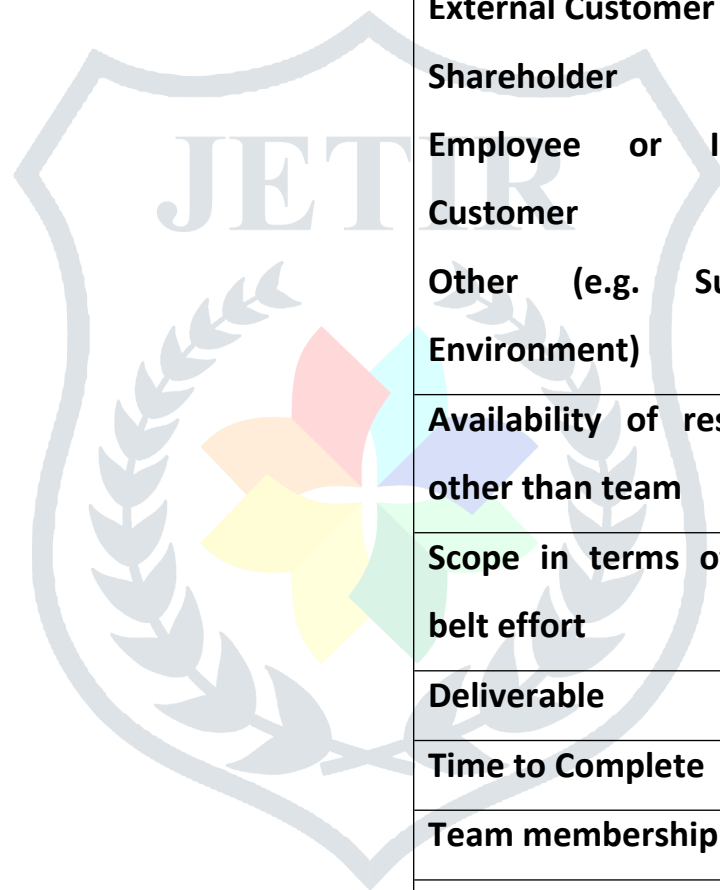 External Customer
Shareholder
JETIR
Employee or
Customer
Other (e.g.
Environment)
Availability of
other than team
Scope in terms
belt effort
Deliverable
Time to Complete
Team membership